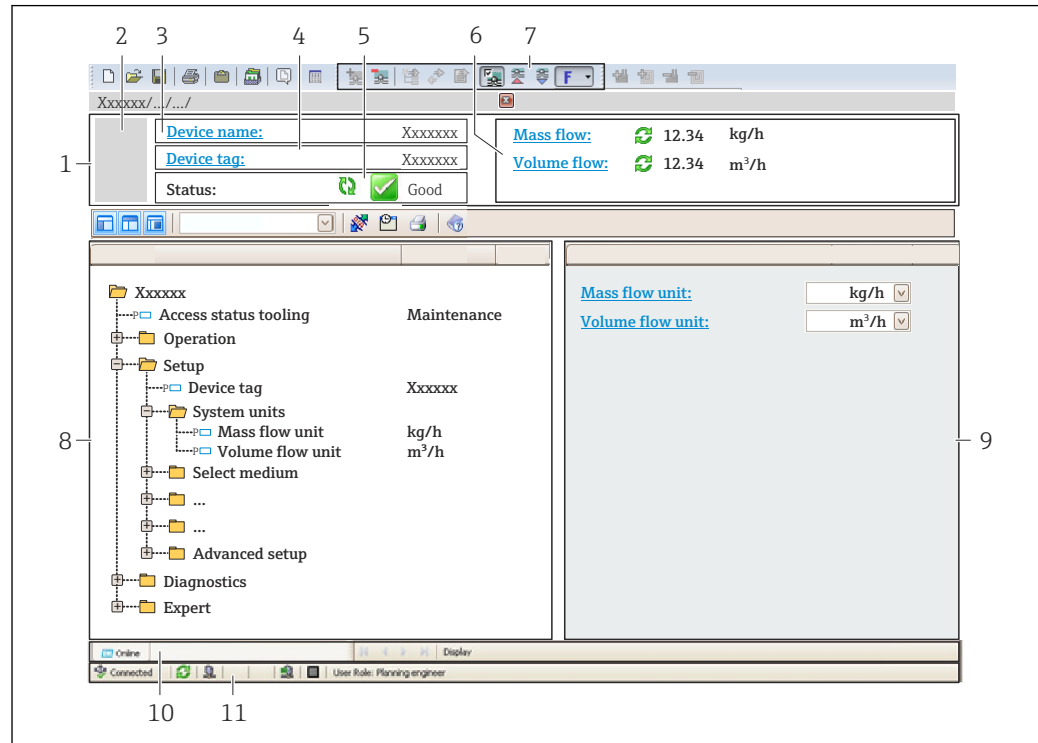 2 3 4 5 6 7
F
Xxxxxx/.../.../
Device name: Xxxxxxx
Device tag: Xxxxxxx
Status: Good
Mass flow: 12.34 kg/h
Volume flow: 12.34 m³/h
1
Xxxxxx
P Access status tooling Maintenance
Operation
Setup
P Device tag Xxxxxx
System units
P Mass flow unit kg/h
P Volume flow unit m³/h
Select medium
...
...
Advanced setup
Diagnostics
Expert
Mass flow unit: kg/h
Volume flow unit: m³/h
8
9
Online Display
Connected User Role: Planning engineer
10 11